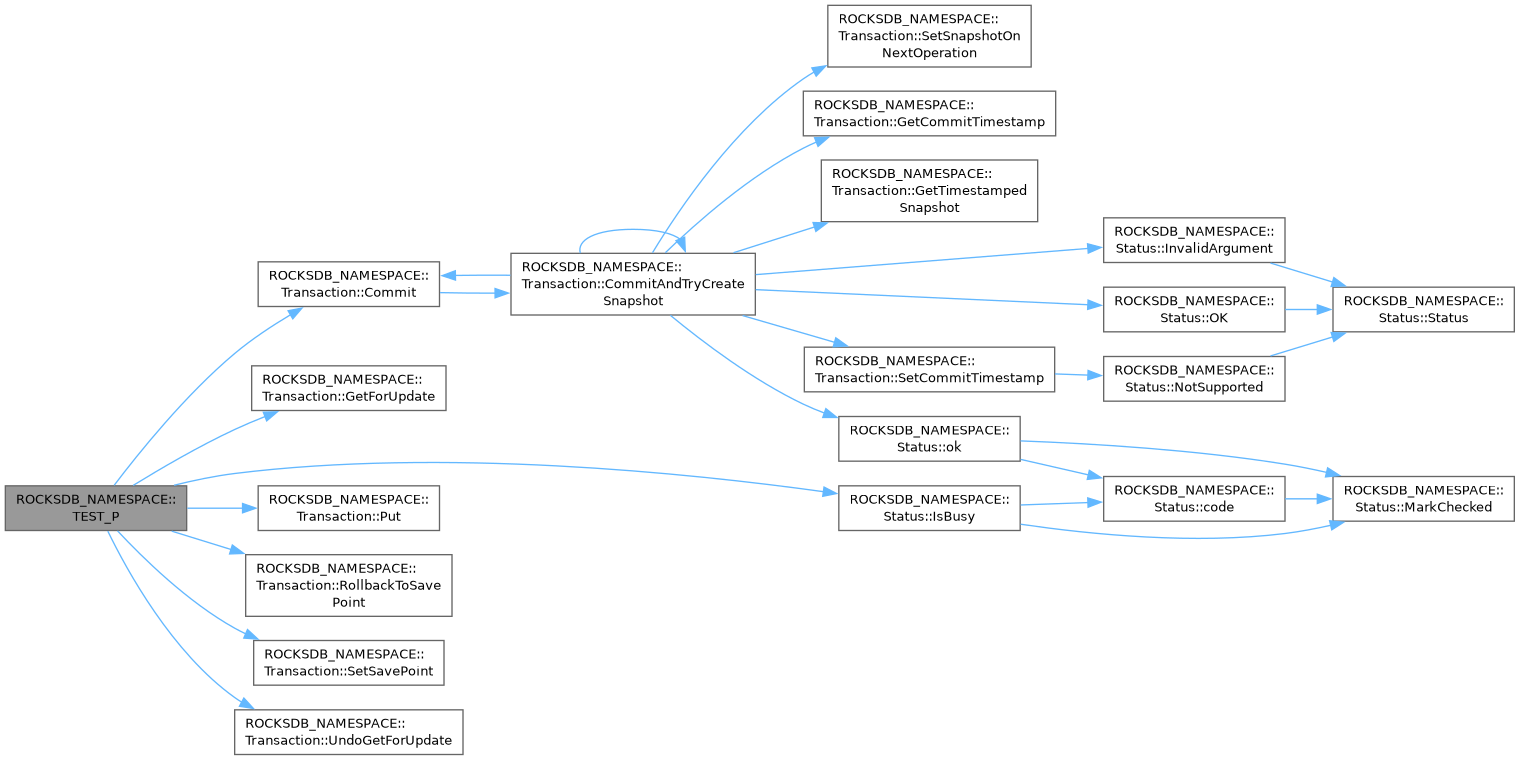 ROCKSDB_NAMESPACE::
TEST_P
ROCKSDB_NAMESPACE::
Transaction::Commit
ROCKSDB_NAMESPACE::
Transaction::GetForUpdate
ROCKSDB_NAMESPACE::
Transaction::Put
ROCKSDB_NAMESPACE::
Transaction::RollbackToSave
Point
ROCKSDB_NAMESPACE::
Transaction::SetSavePoint
ROCKSDB_NAMESPACE::
Transaction::UndoGetForUpdate
ROCKSDB_NAMESPACE::
Transaction::CommitAndTryCreate
Snapshot
ROCKSDB_NAMESPACE::
Transaction::SetSnapshotOn
NextOperation
ROCKSDB_NAMESPACE::
Transaction::GetCommitTimestamp
ROCKSDB_NAMESPACE::
Transaction::GetTimestamped
Snapshot
ROCKSDB_NAMESPACE::
Transaction::SetCommitTimestamp
ROCKSDB_NAMESPACE::
Status::ok
ROCKSDB_NAMESPACE::
Status::IsBusy
ROCKSDB_NAMESPACE::
Status::InvalidArgument
ROCKSDB_NAMESPACE::
Status::OK
ROCKSDB_NAMESPACE::
Status::NotSupported
ROCKSDB_NAMESPACE::
Status::code
ROCKSDB_NAMESPACE::
Status::Status
ROCKSDB_NAMESPACE::
Status::MarkChecked